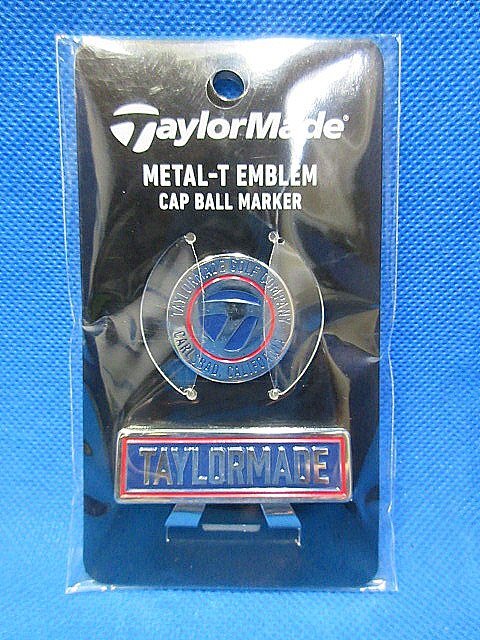 TaylorMade®
METAL-T EMBLEM
CAP BALL MARKER
TAYLORMADE GOLF COMPANY
CARLSBAD, CALIFORNIA
TAYLORMADE